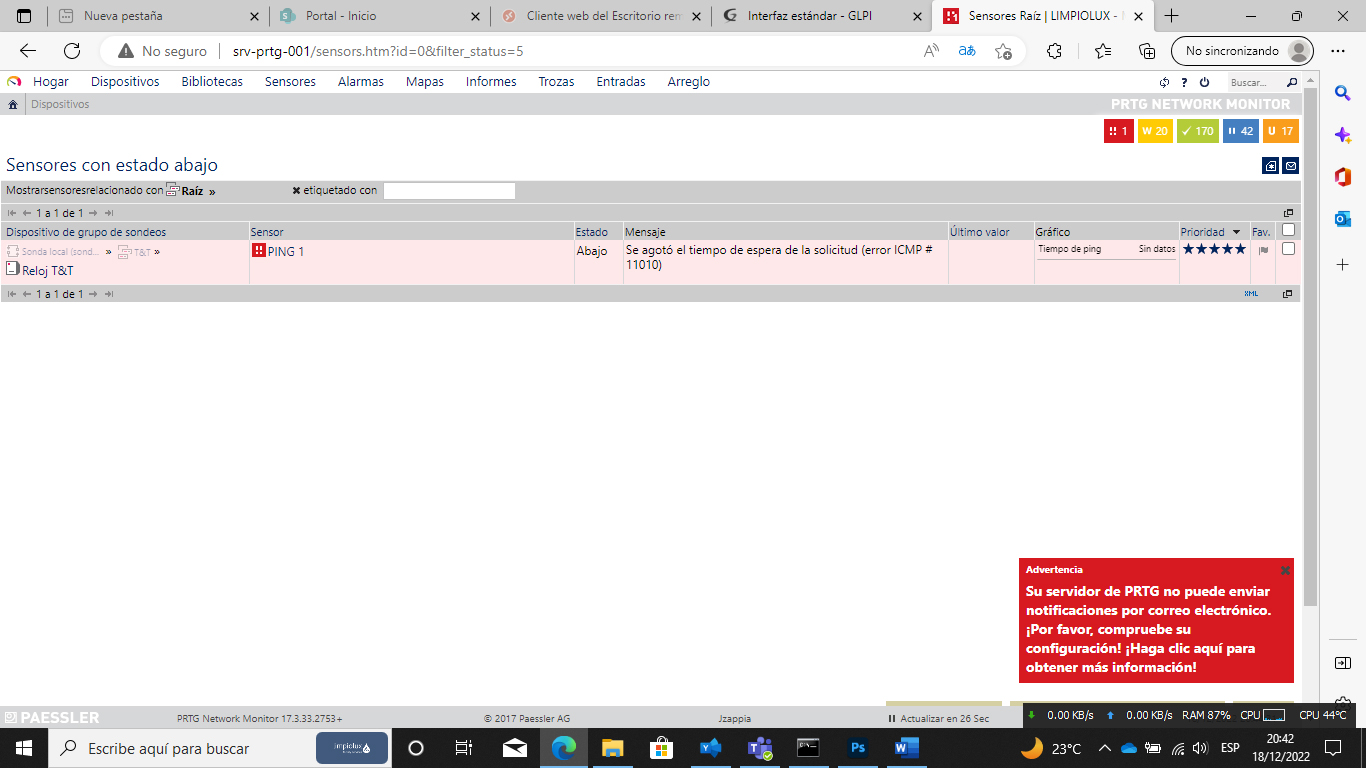 Nueva pestaña
Portal - Inicio
Cliente web del Escritorio rem
Interfaz estándar - GLPI
Sensores Raíz | LIMPIOLUX -
No seguro
srv-prtg-001/sensors.htm?id=0&filter_status=5
No sincronizando
Hogar Dispositivos Bibliotecas Sensores Alarmas Mapas Informes Trozas Entradas Arreglo
Buscar...
Dispositivos
PRTG NETWORK MONITOR
!! 1 W 20 170 42 U 17
Sensores con estado abajo
Mostrarsensoresrelacionado con Raíz » ✖ etiquetado con
1 a 1 de 1
Dispositivo de grupo de sondeos Sensor Estado Mensaje Último valor Gráfico Prioridad Fav.
Sonda local (sond... » T&T » PING 1 Abajo Se agotó el tiempo de espera de la solicitud (error ICMP # Tiempo de ping Sin datos ★★★★★
Reloj T&T 11010)
1 a 1 de 1 XML
Advertencia
Su servidor de PRTG no puede enviar
notificaciones por correo electrónico.
¡Por favor, compruebe su
configuración! ¡Haga clic aquí para
obtener más información!
PAESSLER PRTG Network Monitor 17.3.33.2753+ © 2017 Paessler AG Jzappia Actualizar en 26 Sec
0.00 KB/s 0.00 KB/s RAM 87% CPU CPU 44°C
Escribe aquí para buscar
limpiolux
Ps
23°C
ESP
20:42
18/12/2022